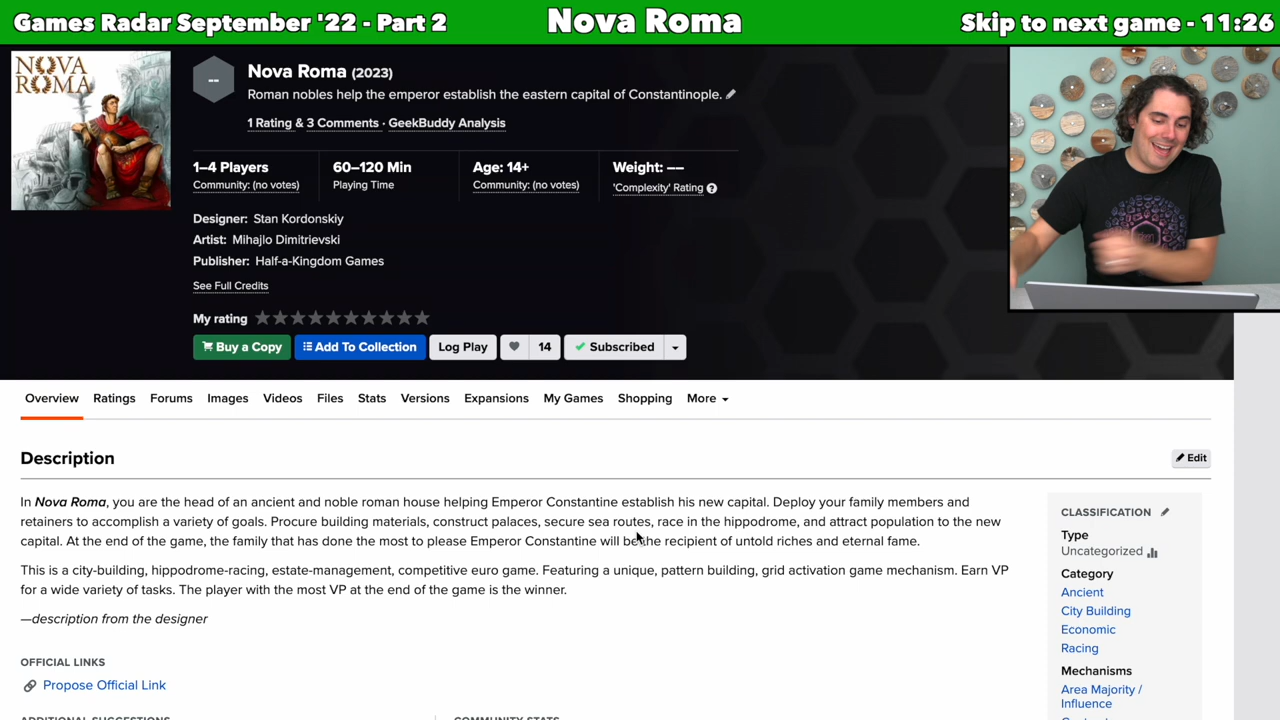 Games Radar September '22 - Part 2
Nova Roma
Skip to next game - 11:26
NOVA
ROMA
--
Nova Roma (2023)
Roman nobles help the emperor establish the eastern capital of Constantinople.
1 Rating & 3 Comments · GeekBuddy Analysis
1–4 Players
Community: (no votes)
60–120 Min
Playing Time
Age: 14+
Community: (no votes)
Weight: --
'Complexity' Rating
Designer: Stan Kordonskiy
Artist: Mihajlo Dimitrievski
Publisher: Half-a-Kingdom Games
See Full Credits
My rating
Buy a Copy
Add To Collection
Log Play
14
Subscribed
Overview Ratings Forums Images Videos Files Stats Versions Expansions My Games Shopping More
Description
Edit
In Nova Roma, you are the head of an ancient and noble roman house helping Emperor Constantine establish his new capital. Deploy your family members and
retainers to accomplish a variety of goals. Procure building materials, construct palaces, secure sea routes, race in the hippodrome, and attract population to the new
capital. At the end of the game, the family that has done the most to please Emperor Constantine will be the recipient of untold riches and eternal fame.
This is a city-building, hippodrome-racing, estate-management, competitive euro game. Featuring a unique, pattern building, grid activation game mechanism. Earn VP
for a wide variety of tasks. The player with the most VP at the end of the game is the winner.
—description from the designer
OFFICIAL LINKS
Propose Official Link
ADDITIONAL SUGGESTIONS
COMMUNITY STATS
CLASSIFICATION
Type
Uncategorized
Category
Ancient
City Building
Economic
Racing
Mechanisms
Area Majority /
Influence